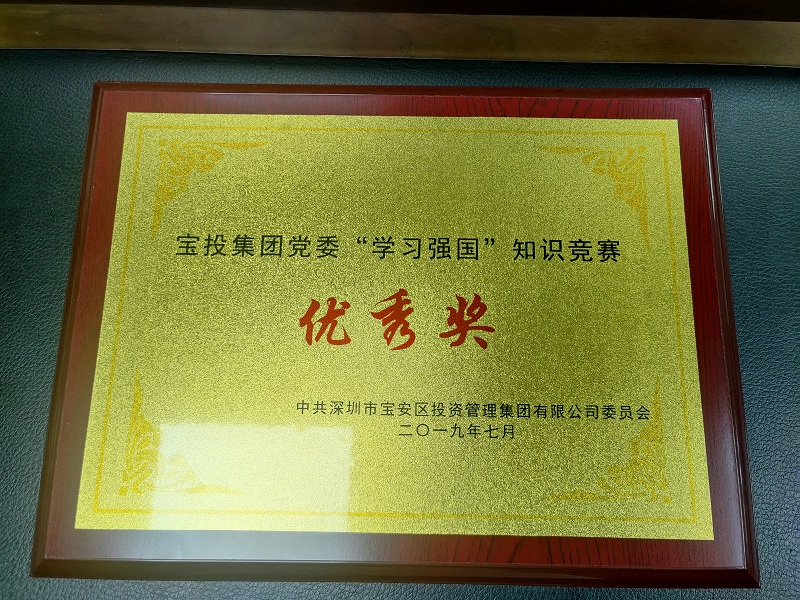 宝投集团党委“学习强国”知识竞赛
优秀奖
中共深圳市宝安区投资管理集团有限公司委员会
二〇一九年七月